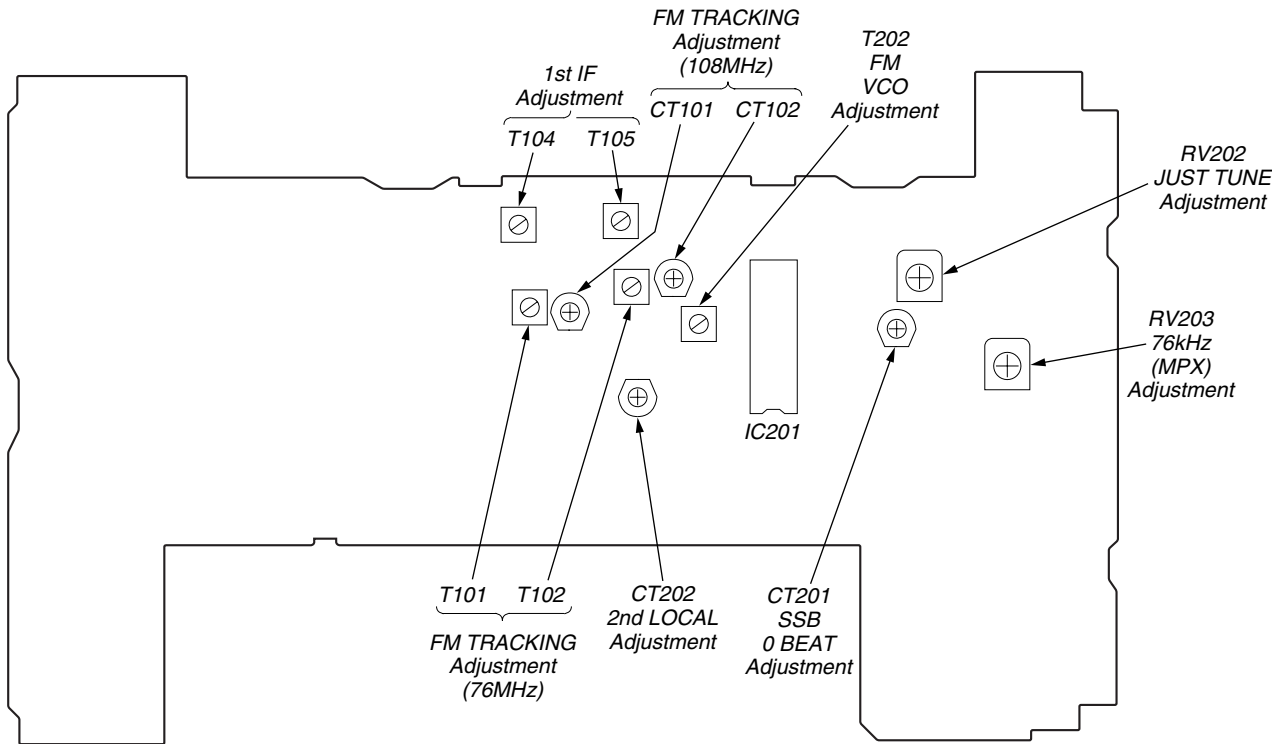 FM TRACKING
Adjustment
(108MHz)
CT101
CT102
1st IF
Adjustment
T104
T105
T202
FM
VCO
Adjustment
RV202
JUST TUNE
Adjustment
RV203
76kHz
(MPX)
Adjustment
IC201
T101
T102
FM TRACKING
Adjustment
(76MHz)
CT202
2nd LOCAL
Adjustment
CT201
SSB
0 BEAT
Adjustment